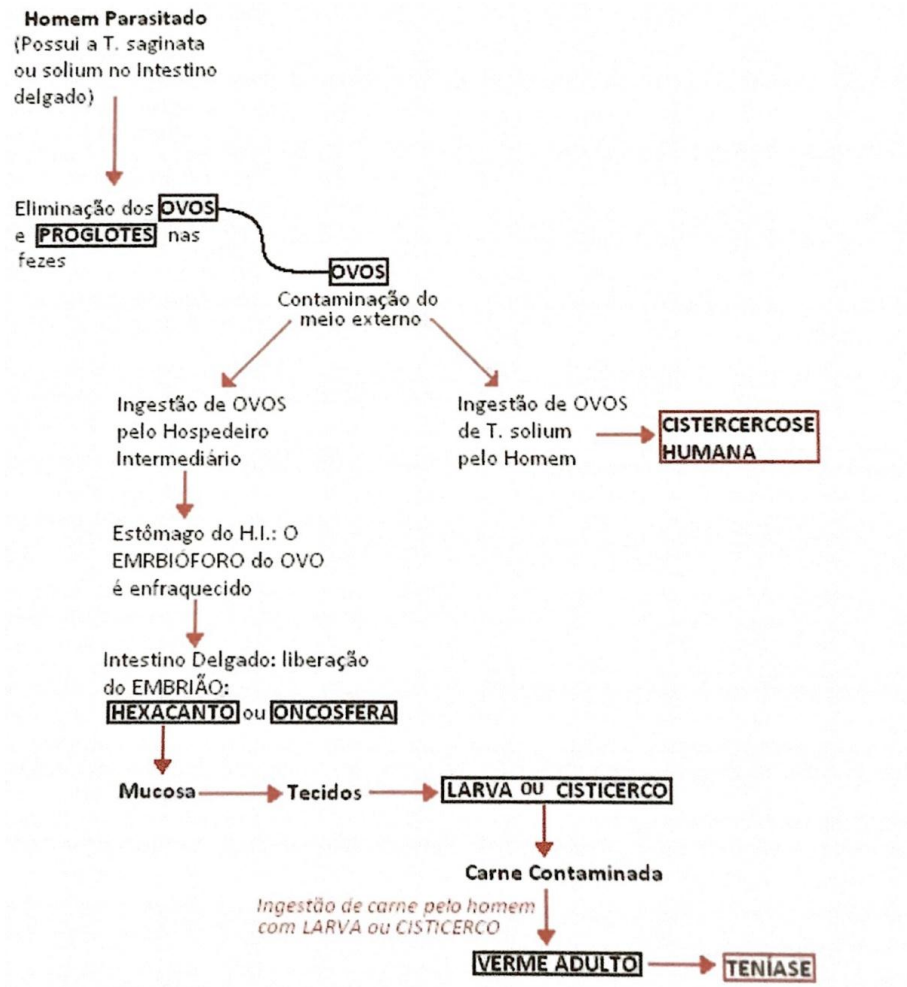 Homem Parasitado
(Possui a T. saginata
ou solium no Intestino
delgado)
Eliminação dos OVOS
e PROGLOTES nas
fezes
OVOS
Contaminação do
meio externo
Ingestão de OVOS
pelo Hospedeiro
Intermediário
Ingestão de OVOS
de T. solium
pelo Homem
CISTERCERCOSE
HUMANA
Estômago do H.I.: O
EMRBIÓFORO do OVO
é enfraquecido
Intestino Delgado: liberação
do EMBRIÃO:
HEXACANTO ou ONCOSFERA
Mucosa
Tecidos
LARVA OU CISTICERCO
Carne Contaminada
Ingestão de carne pelo homem
com LARVA ou CISTICERCO
VERME ADULTO
TENÍASE